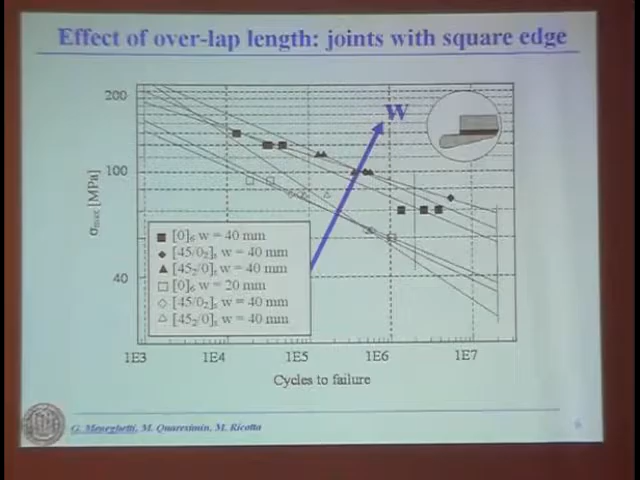 Effect of over-lap length: joints with square edge
W
200
100
40
σmax [MPa]
[0]6 w = 40 mm
[45/02]s w = 40 mm
[452/0]s w = 40 mm
[0]6 w = 20 mm
[45/02]s w = 40 mm
[452/0]s w = 40 mm
1E3 1E4 1E5 1E6 1E7
Cycles to failure
G. Meneghetti, M. Quaresimin, M. Ricotta